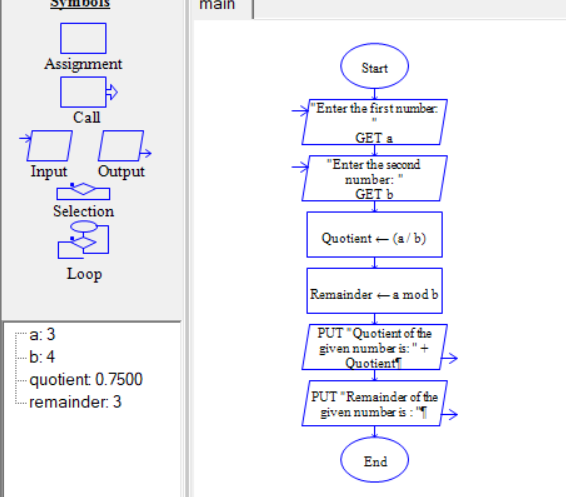 Symbols
main
Assignment
Call
Input
Output
Selection
Loop
a: 3
b: 4
quotient: 0.7500
remainder: 3
Start
"Enter the first number:
"
GET a
"Enter the second
number: "
GET b
Quotient ← (a / b)
Remainder ← a mod b
PUT "Quotient of the
given number is: " +
Quotient¶
PUT "Remainder of the
given number is : "¶
End